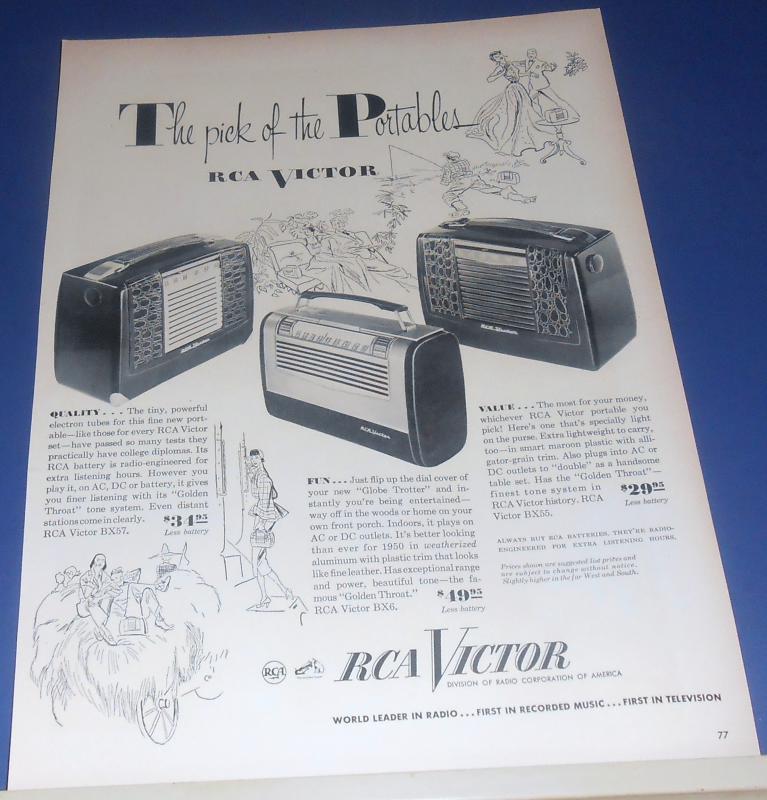 The pick of the Portables
RCA VICTOR
RCA Victor
RCA Victor
RCA Victor
QUALITY... The tiny, powerful
electron tubes for this fine new port-
able—like those for every RCA Victor
set—have passed so many tests they
practically have college diplomas. Its
RCA battery is radio-engineered for
extra listening hours. However you
play it, on AC, DC or battery, it gives
you finer listening with its "Golden
Throat" tone system. Even distant
stations come in clearly. $34.95
RCA Victor BX57. Less battery
FUN...Just flip up the dial cover of
your new "Globe Trotter" and in-
stantly you're being entertained—
way off in the woods or home on your
own front porch. Indoors, it plays on
AC or DC outlets. It's better looking
than ever for 1950 in weatherized
aluminum with plastic trim that looks
like fine leather. Has exceptional range
and power, beautiful tone—the fa-
mous "Golden Throat." $49.95
RCA Victor BX6. Less battery
VALUE... The most for your money,
whichever RCA Victor portable you
pick! Here's one that's specially light
on the purse. Extra lightweight to carry,
too—in smart maroon plastic with alli-
gator-grain trim. Also plugs into AC or
DC outlets to "double" as a handsome
table set. Has the "Golden Throat"—
finest tone system in $29.95
RCA Victor history. RCA
Victor BX55. Less battery
ALWAYS BUY RCA BATTERIES, THEY'RE RADIO-
ENGINEERED FOR EXTRA LISTENING HOURS.
Prices shown are suggested list prices and
are subject to change without notice.
Slightly higher in the far West and South.
RCA
RCA VICTOR
DIVISION OF RADIO CORPORATION OF AMERICA
WORLD LEADER IN RADIO...FIRST IN RECORDED MUSIC...FIRST IN TELEVISION
77